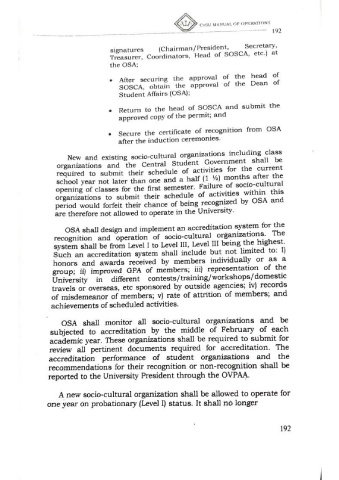 CvSU MANUAL OF OPERATIONS
192
signatures (Chairman/President, Secretary,
Treasurer, Coordinators, Head of SOSCA, etc.) at
the OSA;
• After securing the approval of the head of
SOSCA, obtain the approval of the Dean of
Student Affairs (OSA);
• Return to the head of SOSCA and submit the
approved copy of the permit; and
• Secure the certificate of recognition from OSA
after the induction ceremonies.
New and existing socio-cultural organizations including class
organizations and the Central Student Government shall be
required to submit their schedule of activities for the current
school year not later than one and a half (1 ½) months after the
opening of classes for the first semester. Failure of socio-cultural
organizations to submit their schedule of activities within this
period would forfeit their chance of being recognized by OSA and
are therefore not allowed to operate in the University.
OSA shall design and implement an accreditation system for the
recognition and operation of socio-cultural organizations. The
system shall be from Level I to Level III, Level III being the highest.
Such an accreditation system shall include but not limited to: I)
honors and awards received by members individually or as a
group; ii) improved GPA of members; iii) representation of the
University in different contests/training/workshops/domestic
travels or overseas, etc sponsored by outside agencies; iv) records
of misdemeanor of members; v) rate of attrition of members; and
achievements of scheduled activities.
OSA shall monitor all socio-cultural organizations and be
subjected to accreditation by the middle of February of each
academic year. These organizations shall be required to submit for
review all pertinent documents required for accreditation. The
accreditation performance of student organizations and the
recommendations for their recognition or non-recognition shall be
reported to the University President through the OVPAA.
A new socio-cultural organization shall be allowed to operate for
one year on probationary (Level I) status. It shall no longer
192